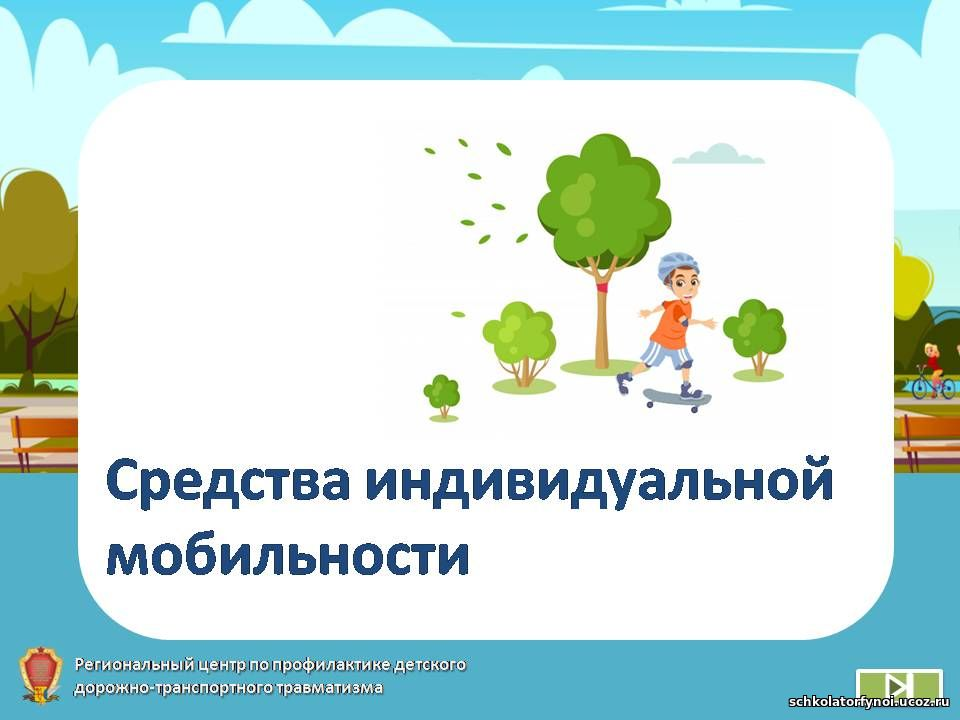 Средства индивидуальной
мобильности
Региональный центр по профилактике детского
дорожно-транспортного травматизма
schkolatorfynoi.ucoz.ru